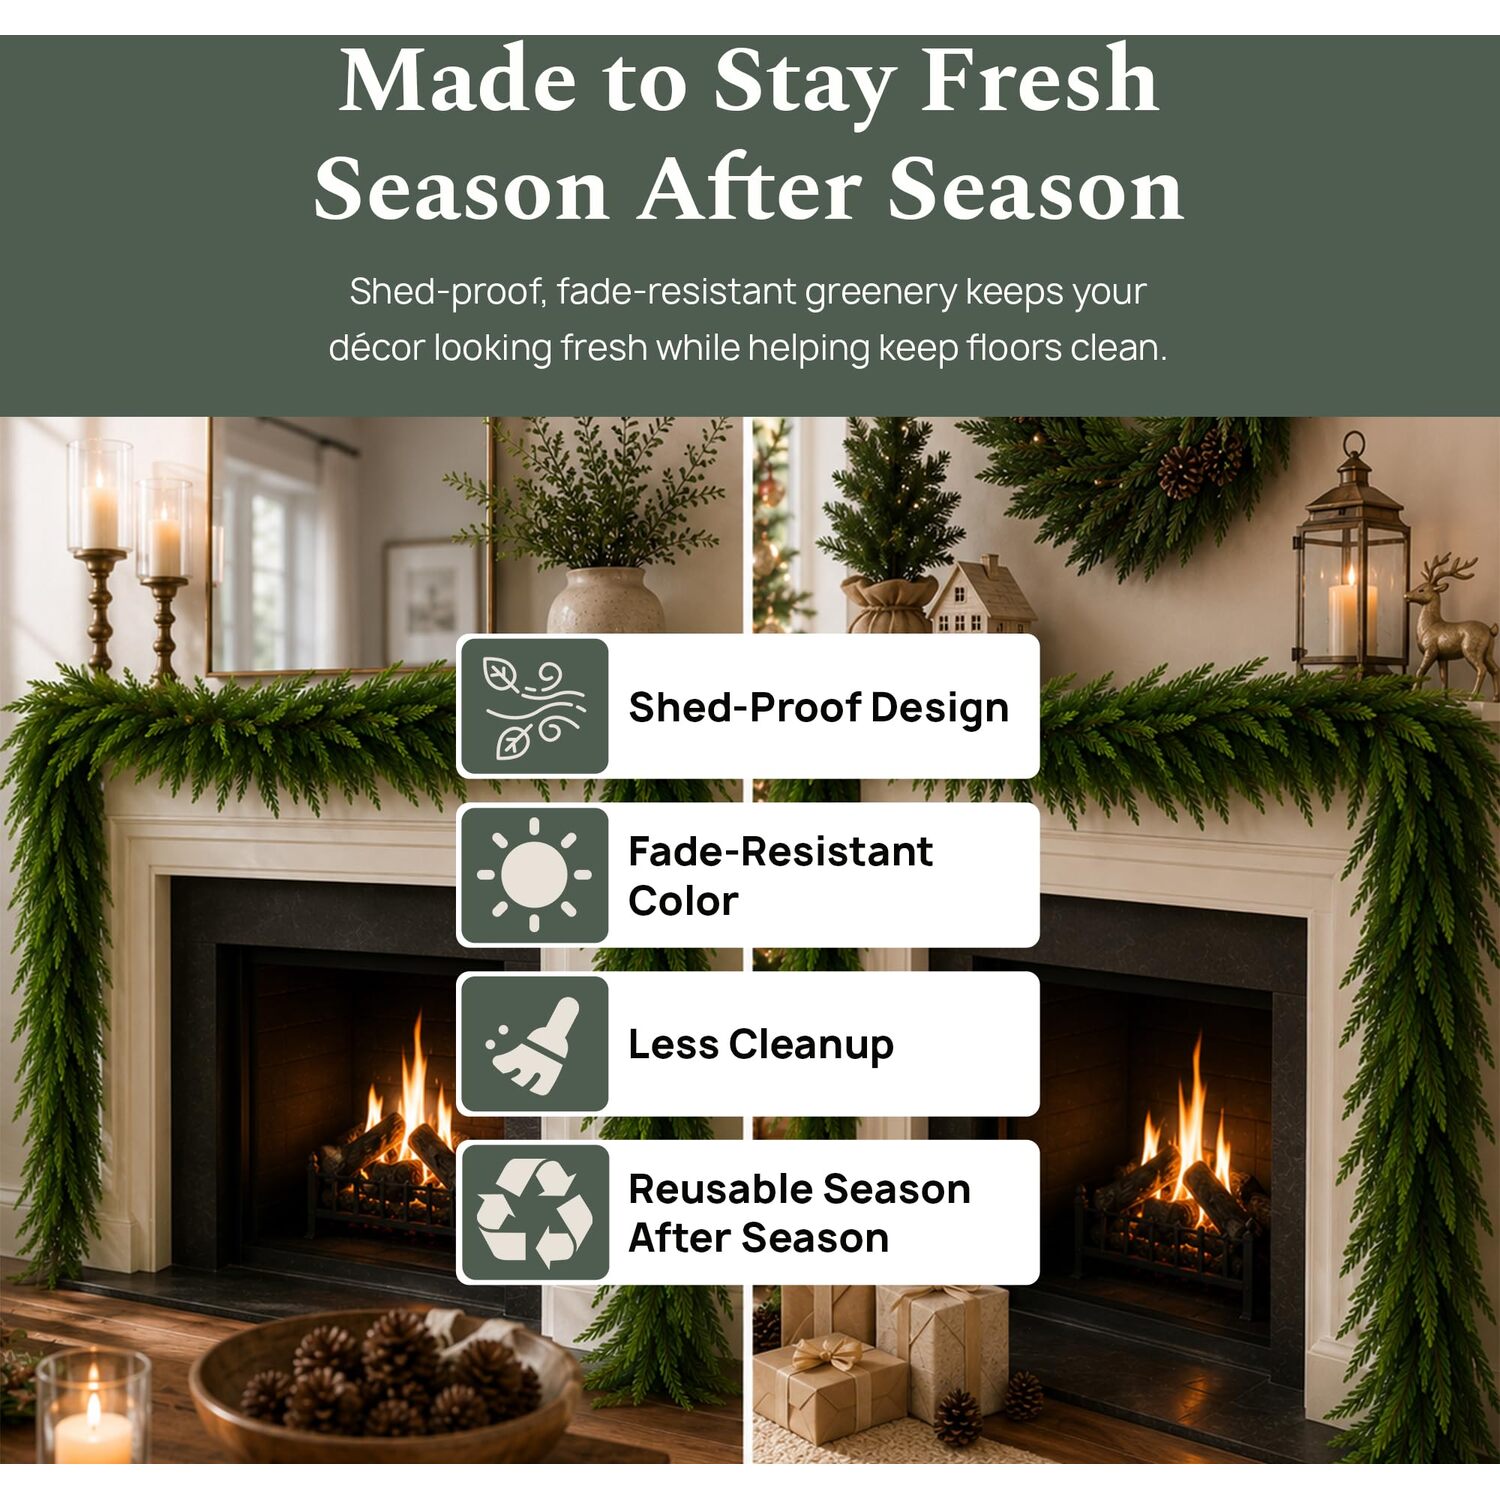 Made to Stay Fresh
Season After Season
Shed-proof, fade-resistant greenery keeps your
décor looking fresh while helping keep floors clean.
Shed-Proof Design
Fade-Resistant
Color
Less Cleanup
Reusable Season
After Season